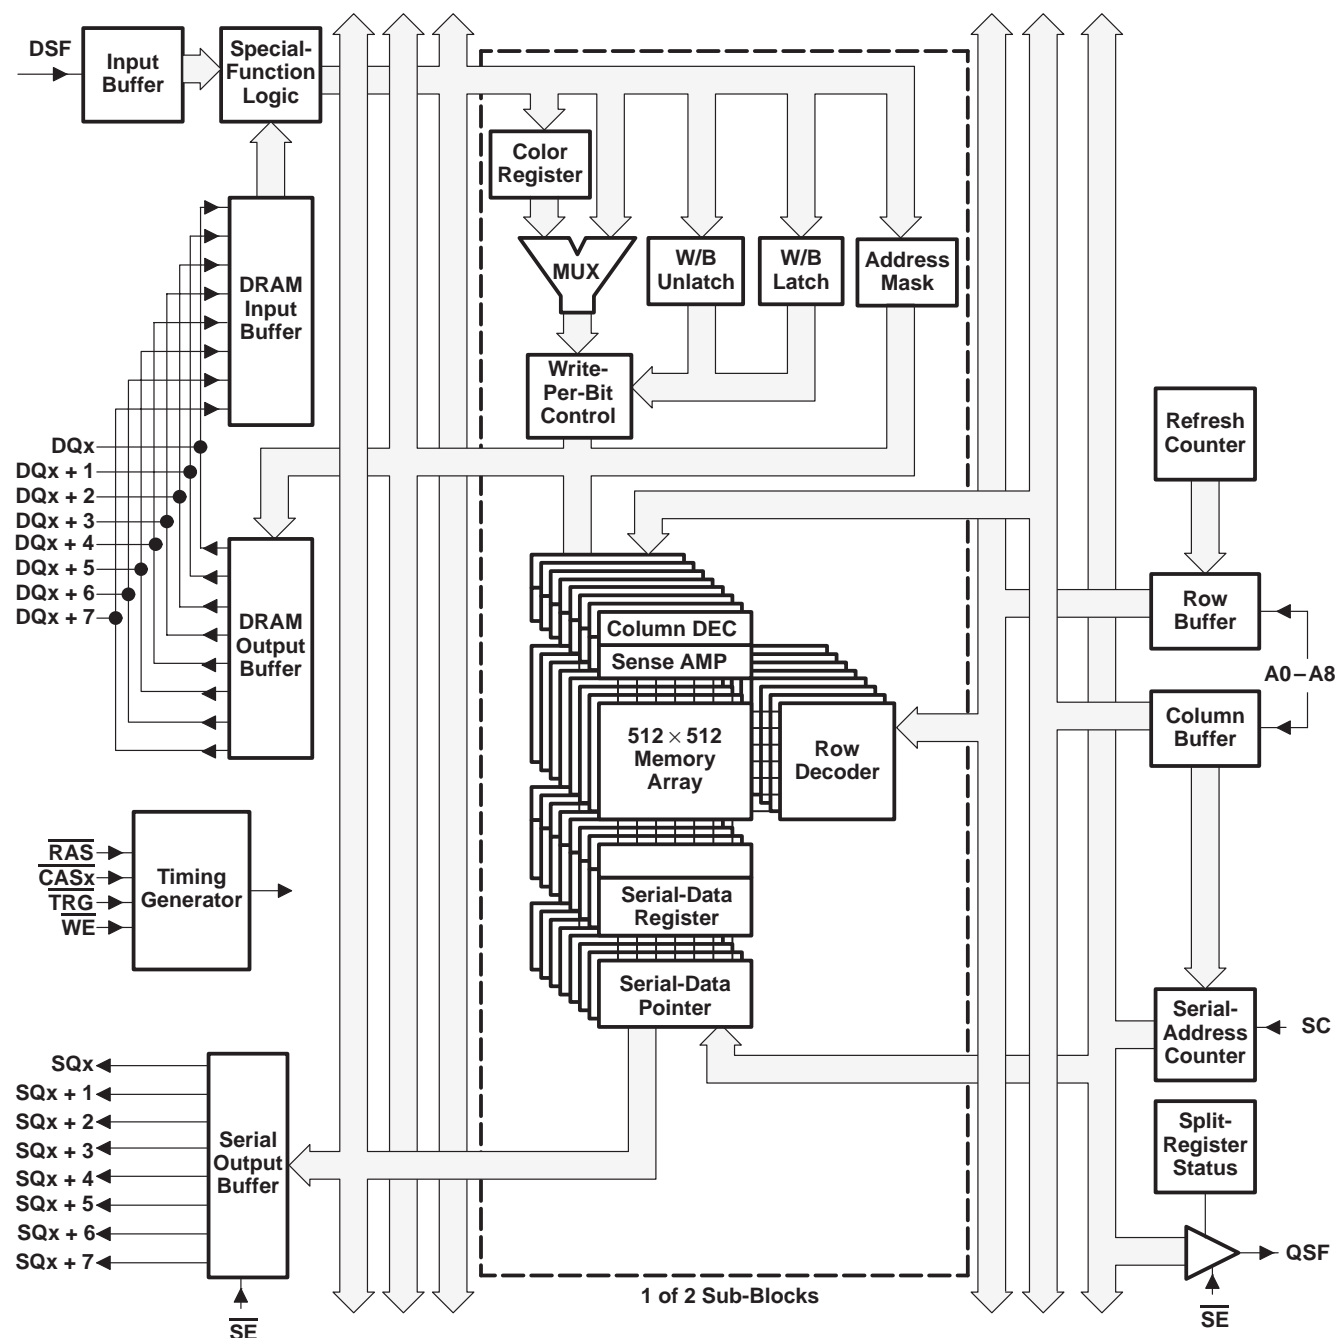 DSF
Input
Buffer
Special-
Function
Logic
Color
Register
MUX
W/B
Unlatch
W/B
Latch
Address
Mask
DRAM
Input
Buffer
Write-
Per-Bit
Control
Refresh
Counter
DQx
DQx + 1
DQx + 2
DQx + 3
DQx + 4
DQx + 5
DQx + 6
DQx + 7
DRAM
Output
Buffer
Column DEC
Sense AMP
512 × 512
Memory
Array
Row
Decoder
Row
Buffer
A0–A8
Column
Buffer
RAS
CASx
TRG
WE
Timing
Generator
Serial-Data
Register
Serial-Data
Pointer
Serial-
Address
Counter
SC
SQx
SQx + 1
SQx + 2
SQx + 3
SQx + 4
SQx + 5
SQx + 6
SQx + 7
Serial
Output
Buffer
SE
Split-
Register
Status
QSF
SE
1 of 2 Sub-Blocks